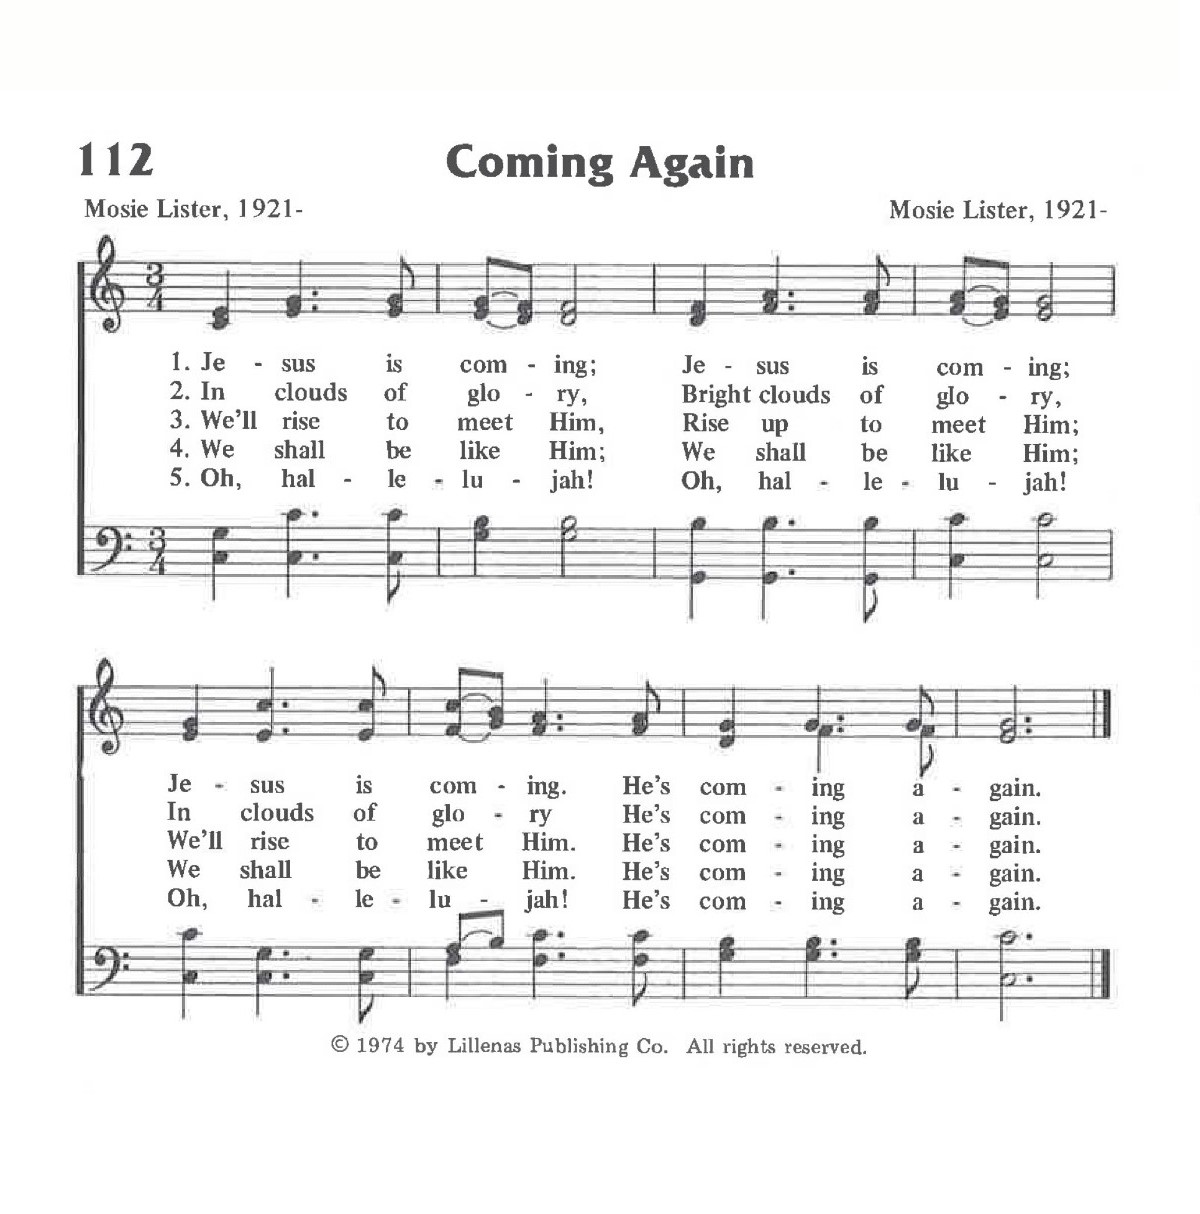 112
Coming Again
Mosie Lister, 1921-
Mosie Lister, 1921-
1. Je - sus is com - ing; Je - sus is com - ing;
2. In clouds of glo - ry, Bright clouds of glo - ry,
3. We'll rise to meet Him, Rise up to meet Him;
4. We shall be like Him; We shall be like Him;
5. Oh, hal - le - lu - jah! Oh, hal - le - lu - jah!
Je - sus is com - ing. He's com - ing a - gain.
In clouds of glo - ry He's com - ing a - gain.
We'll rise to meet Him. He's com - ing a - gain.
We shall be like Him. He's com - ing a - gain.
Oh, hal - le - lu - jah! He's com - ing a - gain.
© 1974 by Lillenas Publishing Co. All rights reserved.